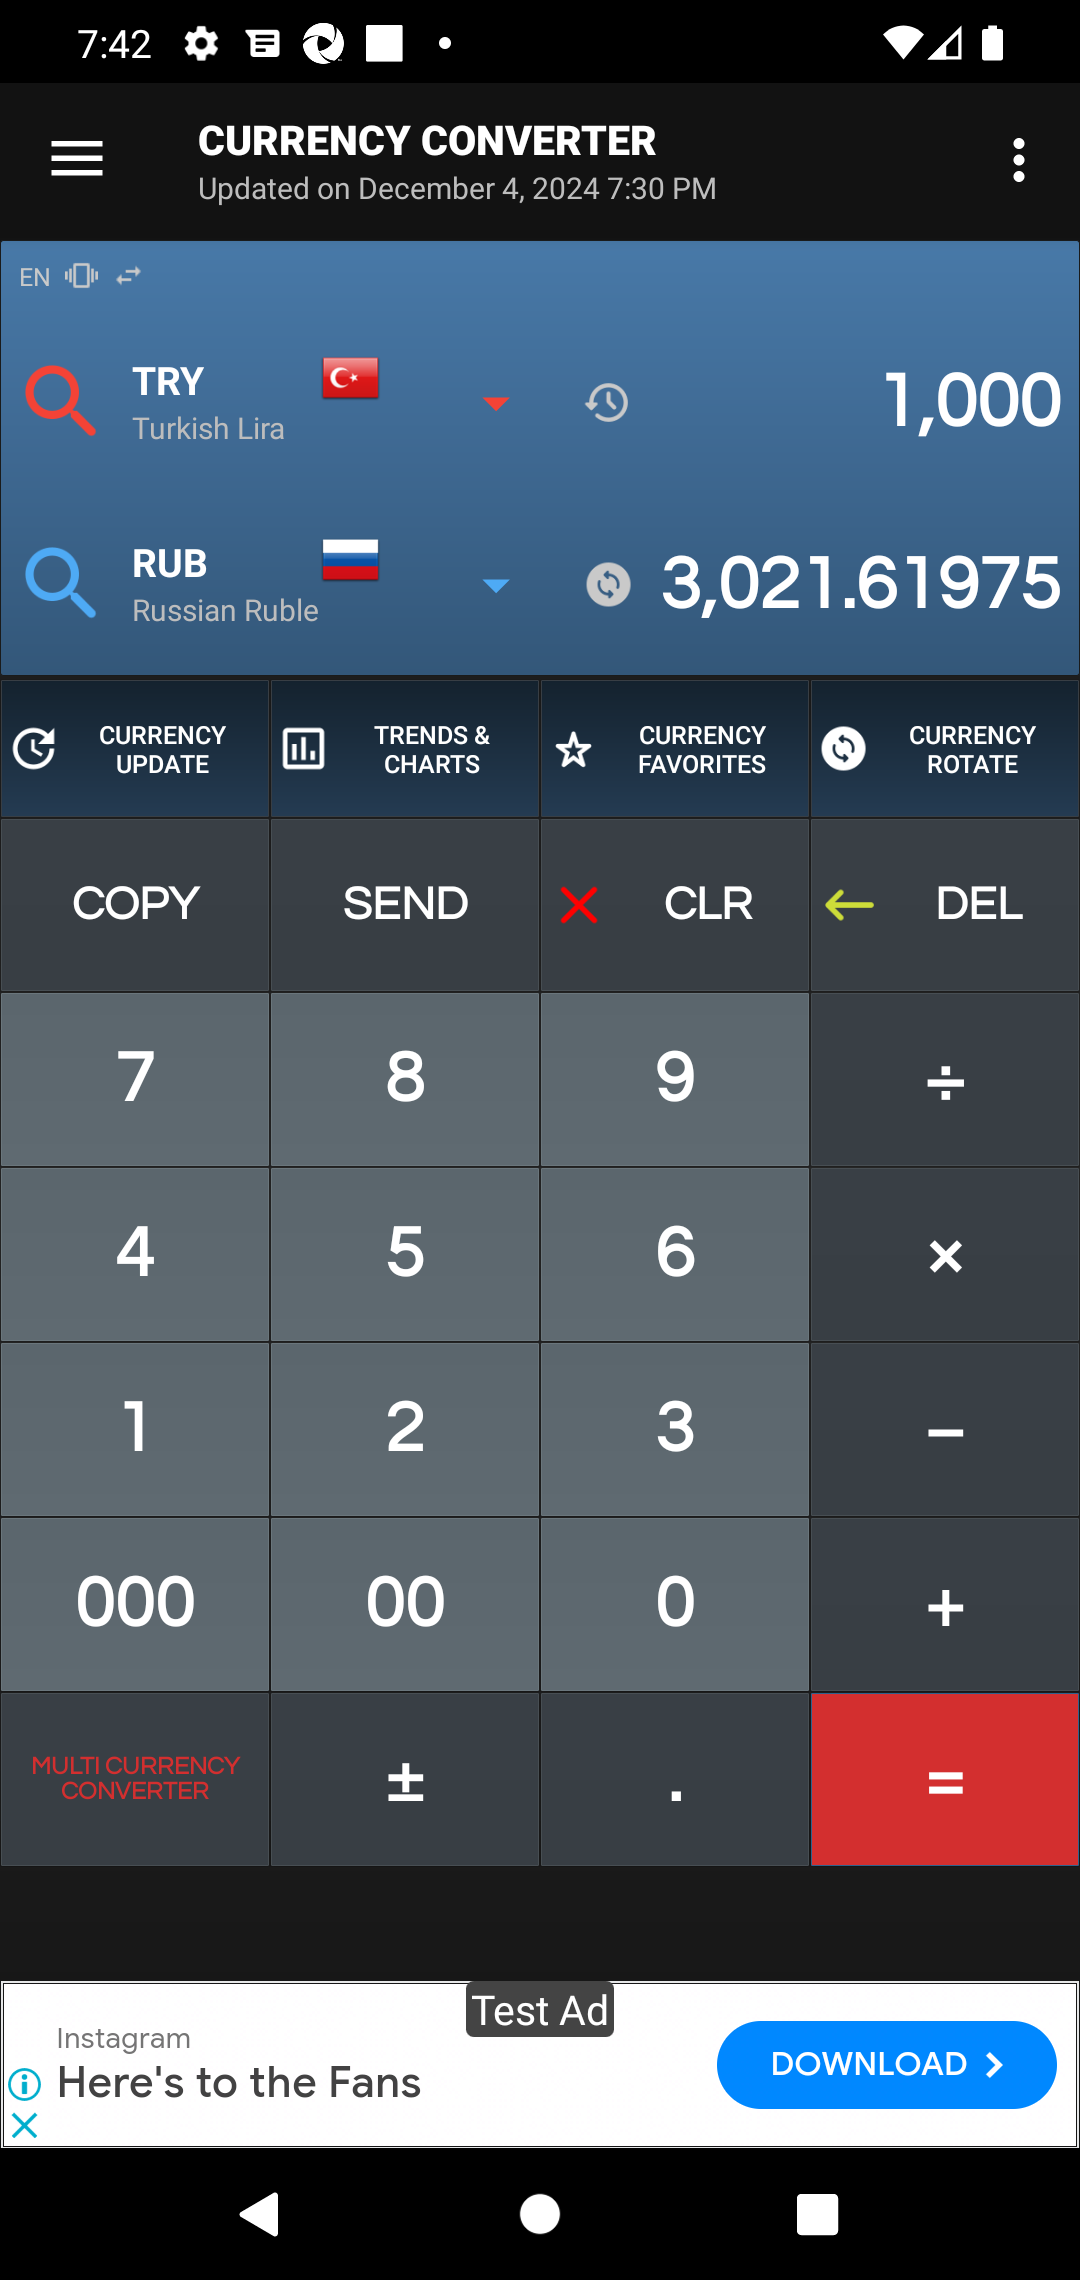 7:42
CURRENCY CONVERTER
Updated on December 4, 2024 7:30 PM
EN
TRY
Turkish Lira
1,000
RUB
Russian Ruble
3,021.61975
CURRENCY UPDATE
TRENDS & CHARTS
CURRENCY FAVORITES
CURRENCY ROTATE
COPY
SEND
CLR
DEL
7
8
9
÷
4
5
6
×
1
2
3
−
000
00
0
+
MULTI CURRENCY CONVERTER
±
.
=
Test Ad
Instagram
Here's to the Fans
DOWNLOAD